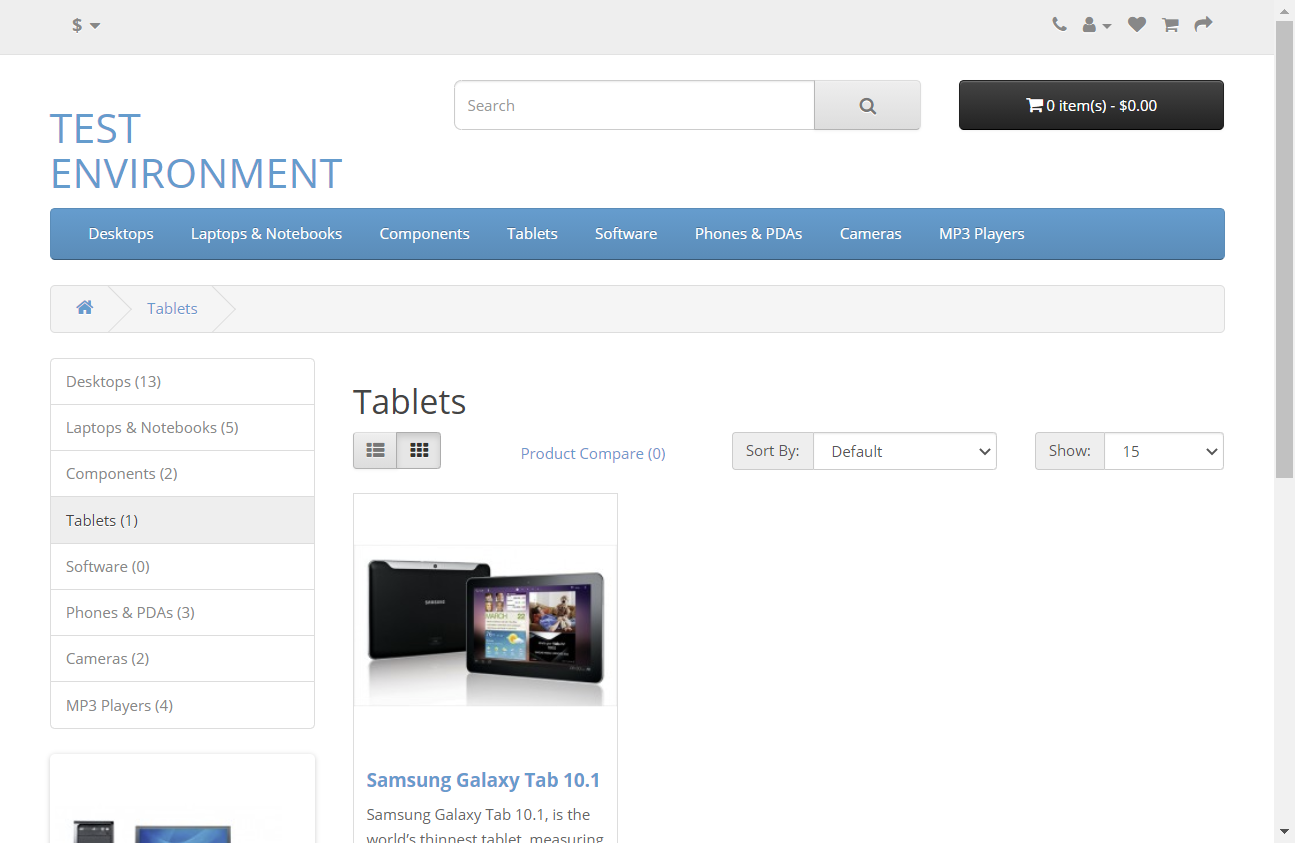 $
Search
0 item(s) - $0.00
TEST
ENVIRONMENT
Desktops
Laptops & Notebooks
Components
Tablets
Software
Phones & PDAs
Cameras
MP3 Players
Tablets
Desktops (13)
Laptops & Notebooks (5)
Components (2)
Tablets (1)
Software (0)
Phones & PDAs (3)
Cameras (2)
MP3 Players (4)
Tablets
Product Compare (0)
Sort By:
Default
Show:
15
SAMSUNG
MARCH 22
Samsung Galaxy Tab 10.1
Samsung Galaxy Tab 10.1, is the
world’s thinnest tablet, measuring